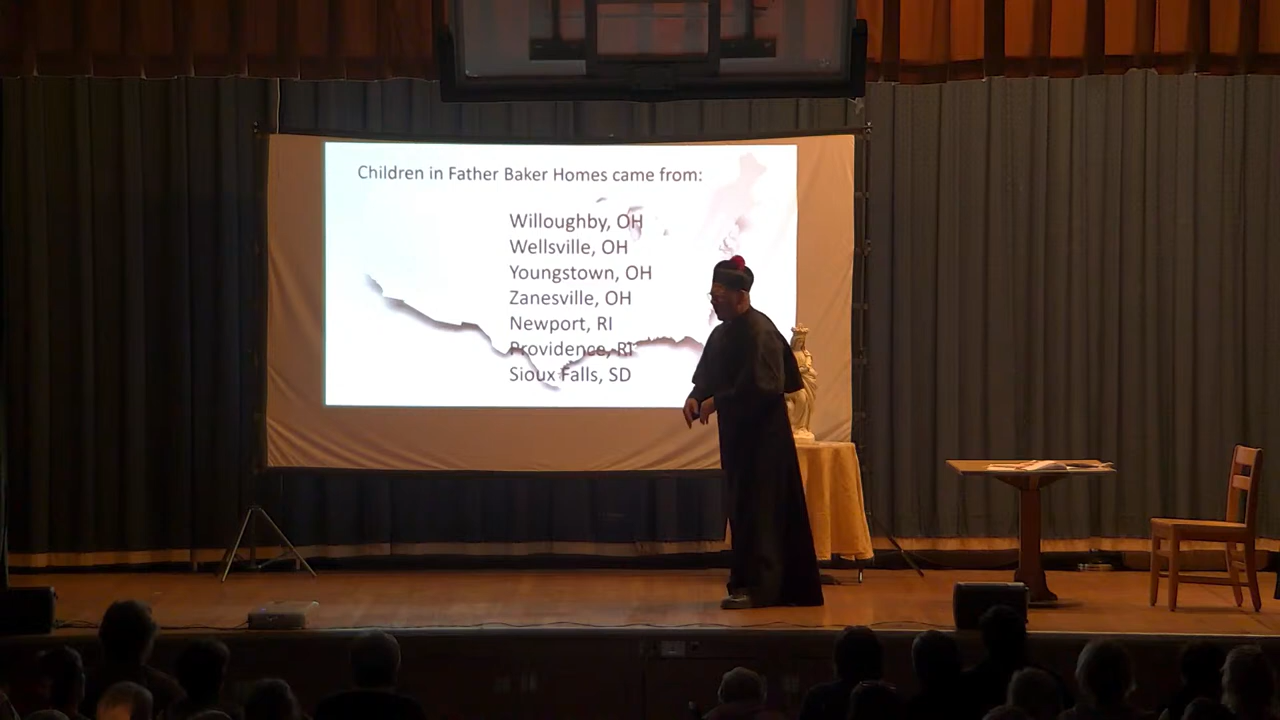 Children in Father Baker Homes came from:
Willoughby, OH
Wellsville, OH
Youngstown, OH
Zanesville, OH
Newport, RI
Providence, RI
Sioux Falls, SD